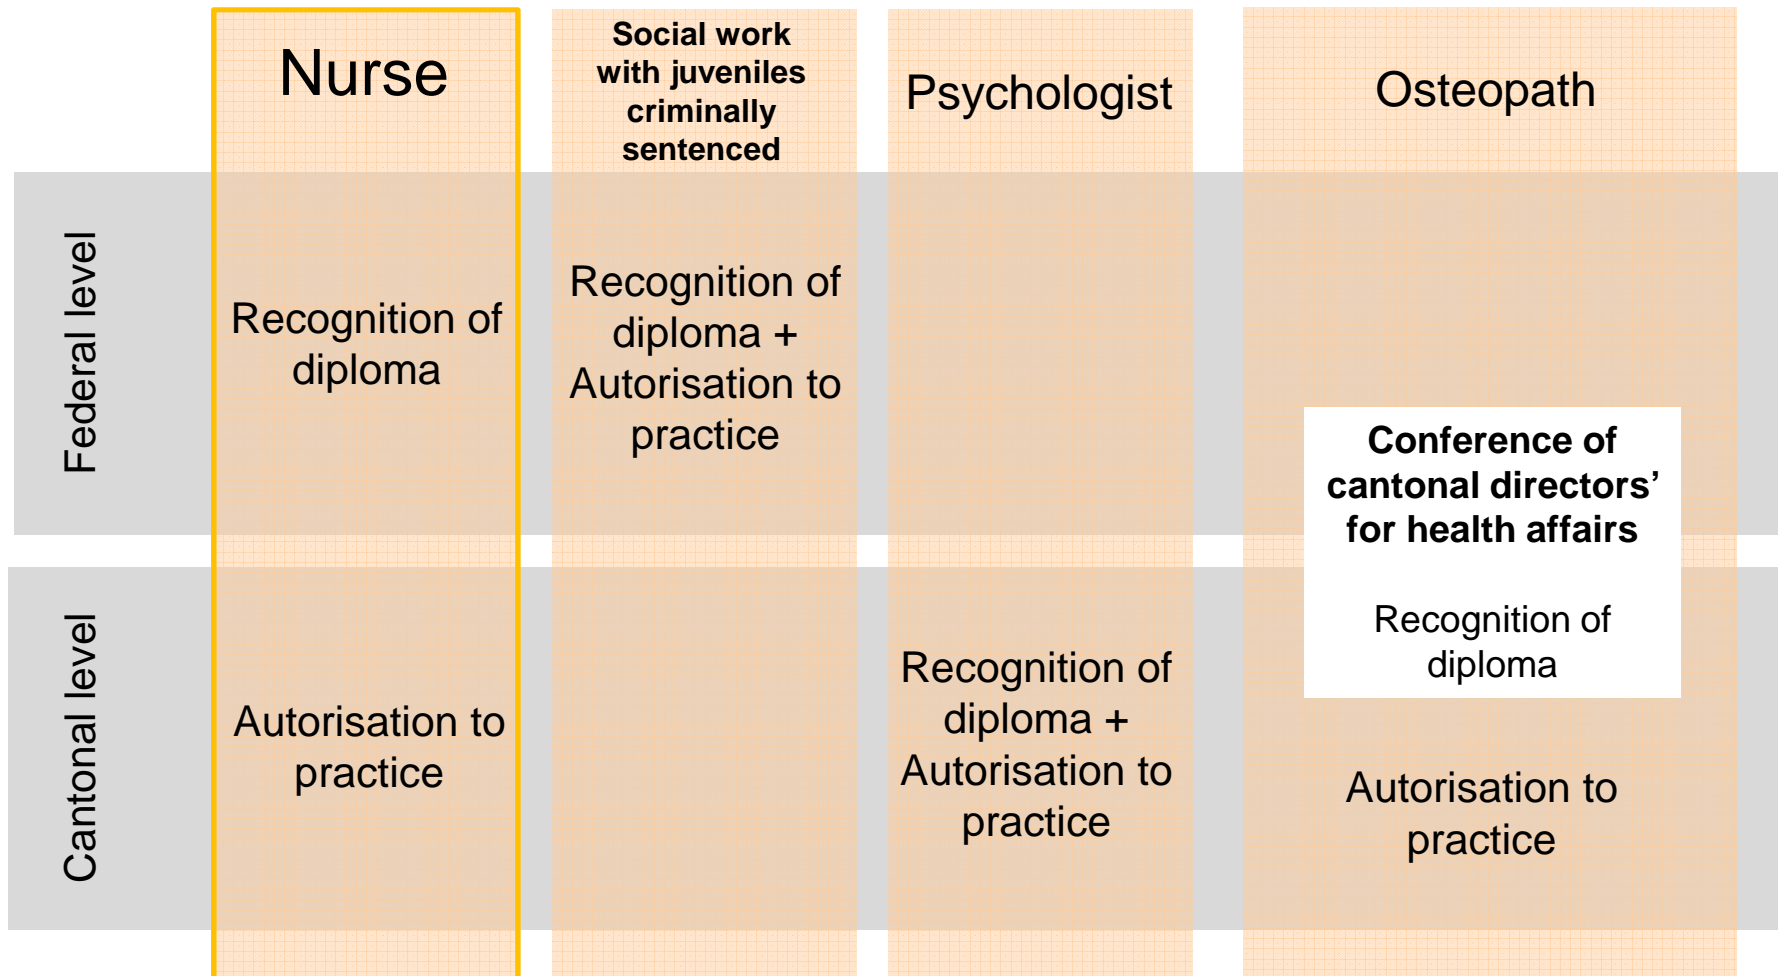 Nurse
Social work
with juveniles
criminally
sentenced
Psychologist
Osteopath
Federal level
Recognition of
diploma
Recognition of
diploma +
Autorisation to
practice
Conference of
cantonal directors’
for health affairs
Recognition of
diploma
Cantonal level
Autorisation to
practice
Recognition of
diploma +
Autorisation to
practice
Autorisation to
practice